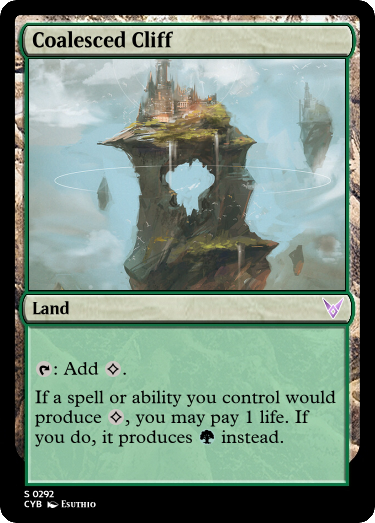 Coalesced Cliff
Land
: Add .
If a spell or ability you control would
produce , you may pay 1 life. If
you do, it produces instead.
S 0292
CYB Esuthio